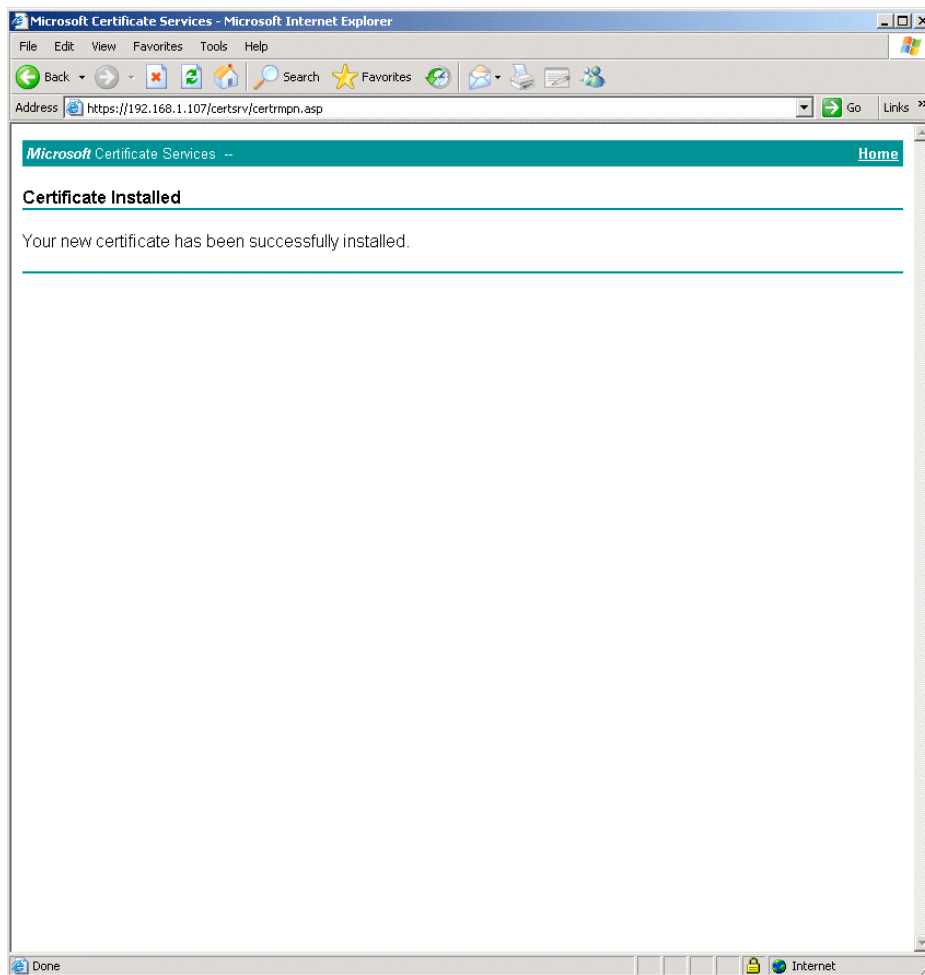 Microsoft Certificate Services - Microsoft Internet Explorer
File Edit View Favorites Tools Help
Back Search Favorites
Address https://192.168.1.107/certsrv/certrmpn.asp Go Links »
Microsoft Certificate Services -- Home
Certificate Installed
Your new certificate has been successfully installed.
Done Internet